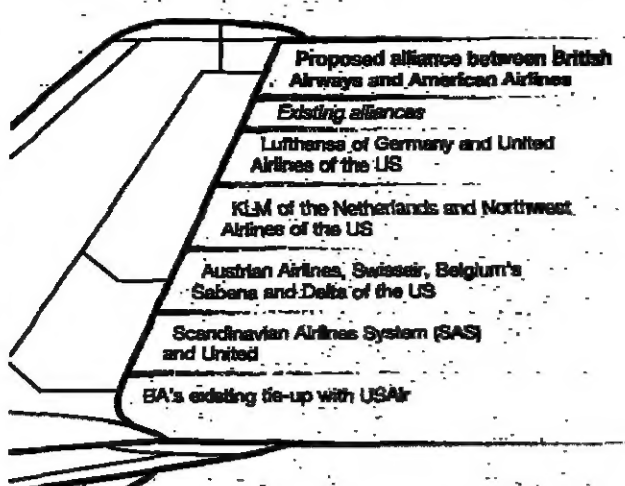 Proposed alliance between British
Airways and American Airlines
Existing alliances
Lufthansa of Germany and United
Airlines of the US
KLM of the Netherlands and Northwest
Airlines of the US
Austrian Airlines, Swissair, Belgium's
Sabena and Delta of the US
Scandinavian Airlines System (SAS)
and United
BA's existing tie-up with USAir